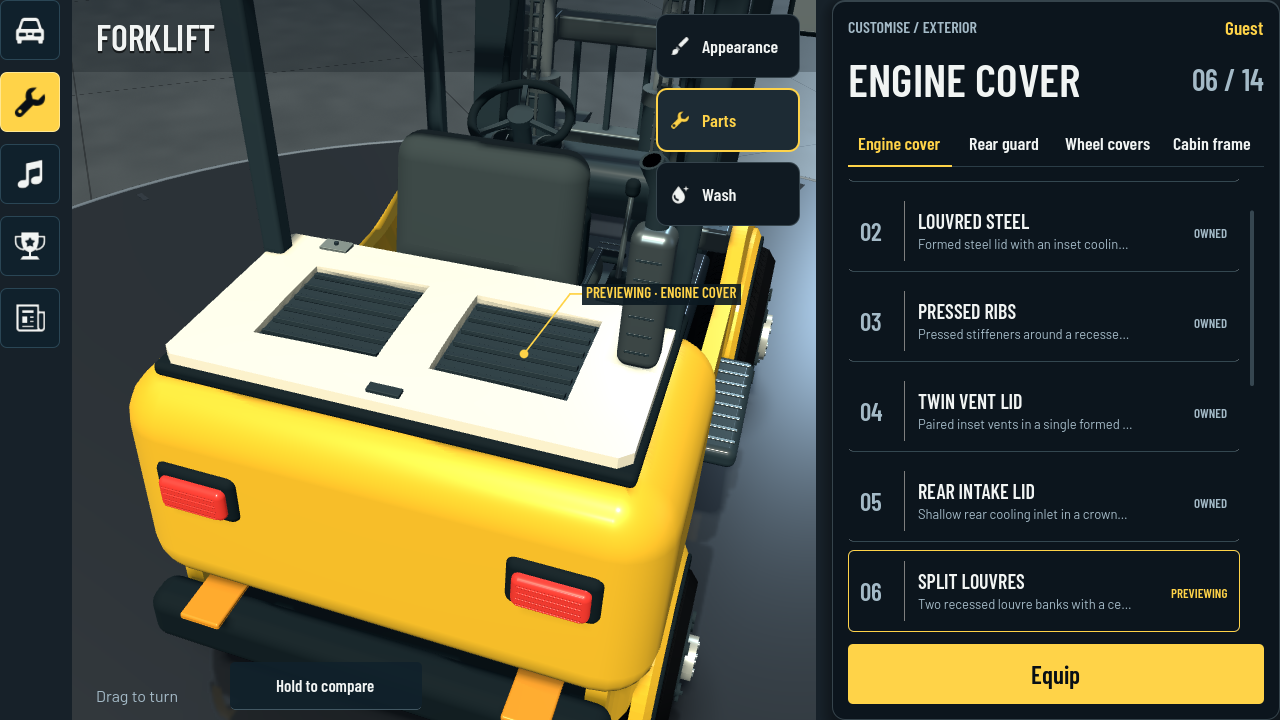 FORKLIFT
Appearance
Parts
Wash
PREVIEWING · ENGINE COVER
Hold to compare
Drag to turn
CUSTOMISE / EXTERIOR
Guest
ENGINE COVER
06 / 14
Engine cover
Rear guard
Wheel covers
Cabin frame
02
LOUVRED STEEL
Formed steel lid with an inset coolin...
OWNED
03
PRESSED RIBS
Pressed stiffeners around a recesse...
OWNED
04
TWIN VENT LID
Paired inset vents in a single formed ...
OWNED
05
REAR INTAKE LID
Shallow rear cooling inlet in a crown...
OWNED
06
SPLIT LOUVRES
Two recessed louvre banks with a ce...
PREVIEWING
Equip